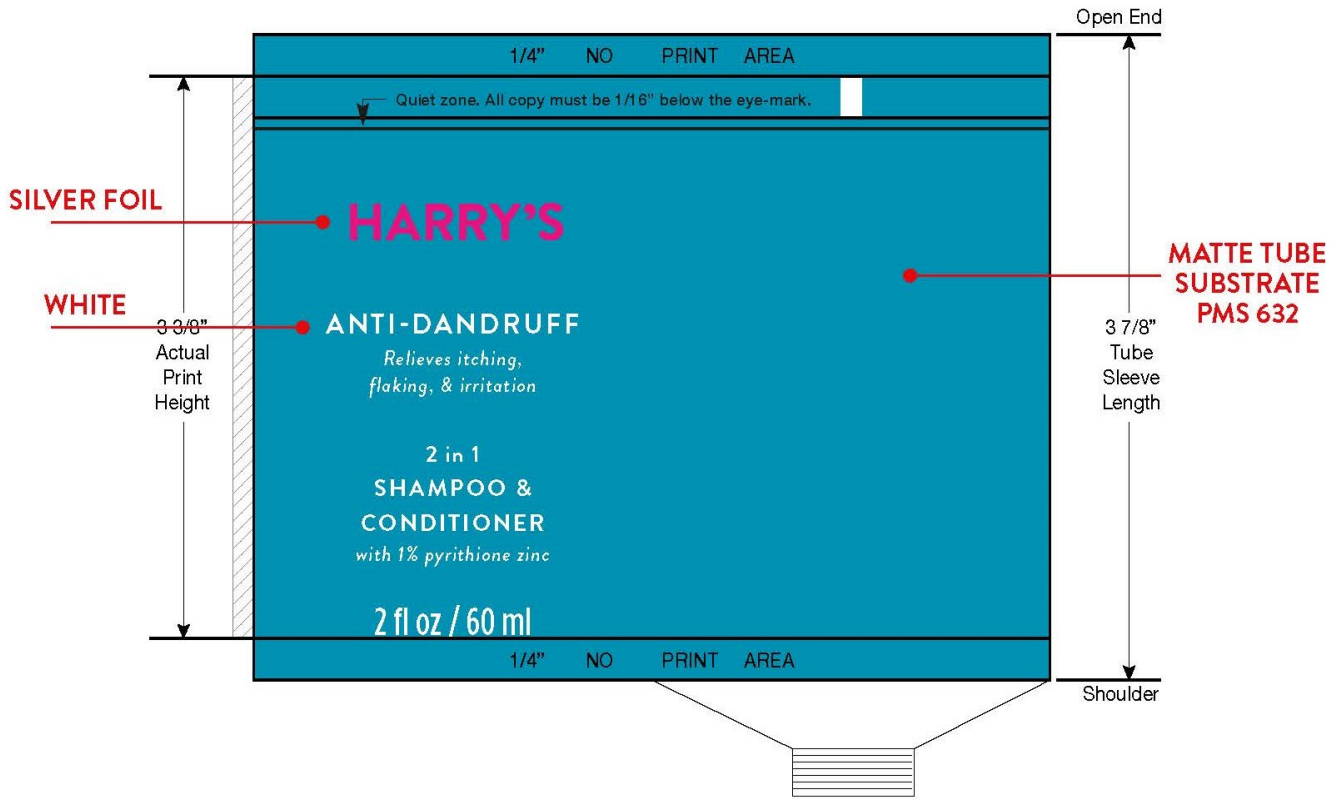 Open End
1/4” NO PRINT AREA
Quiet zone. All copy must be 1/16” below the eye-mark.
SILVER FOIL
HARRY’S
MATTE TUBE
SUBSTRATE
PMS 632
WHITE
3 3/8”
Actual
Print
Height
ANTI-DANDRUFF
Relieves itching,
flaking, & irritation
3 7/8”
Tube
Sleeve
Length
2 in 1
SHAMPOO &
CONDITIONER
with 1% pyrithione zinc
2 fl oz / 60 ml
1/4” NO PRINT AREA
Shoulder